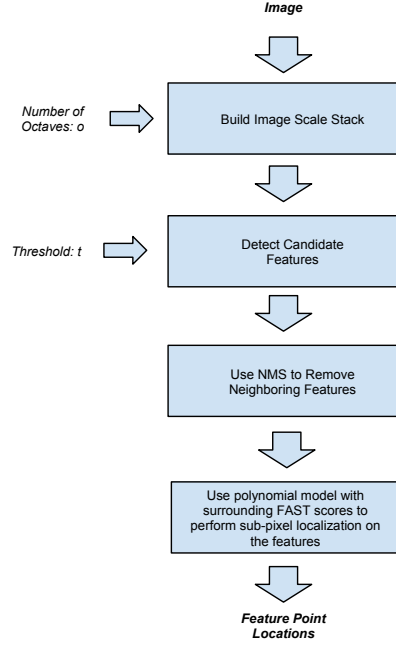 Image
Number of
Octaves: o
Build Image Scale Stack
Threshold: t
Detect Candidate
Features
Use NMS to Remove
Neighboring Features
Use polynomial model with
surrounding FAST scores to
perform sub-pixel localization on
the features
Feature Point
Locations